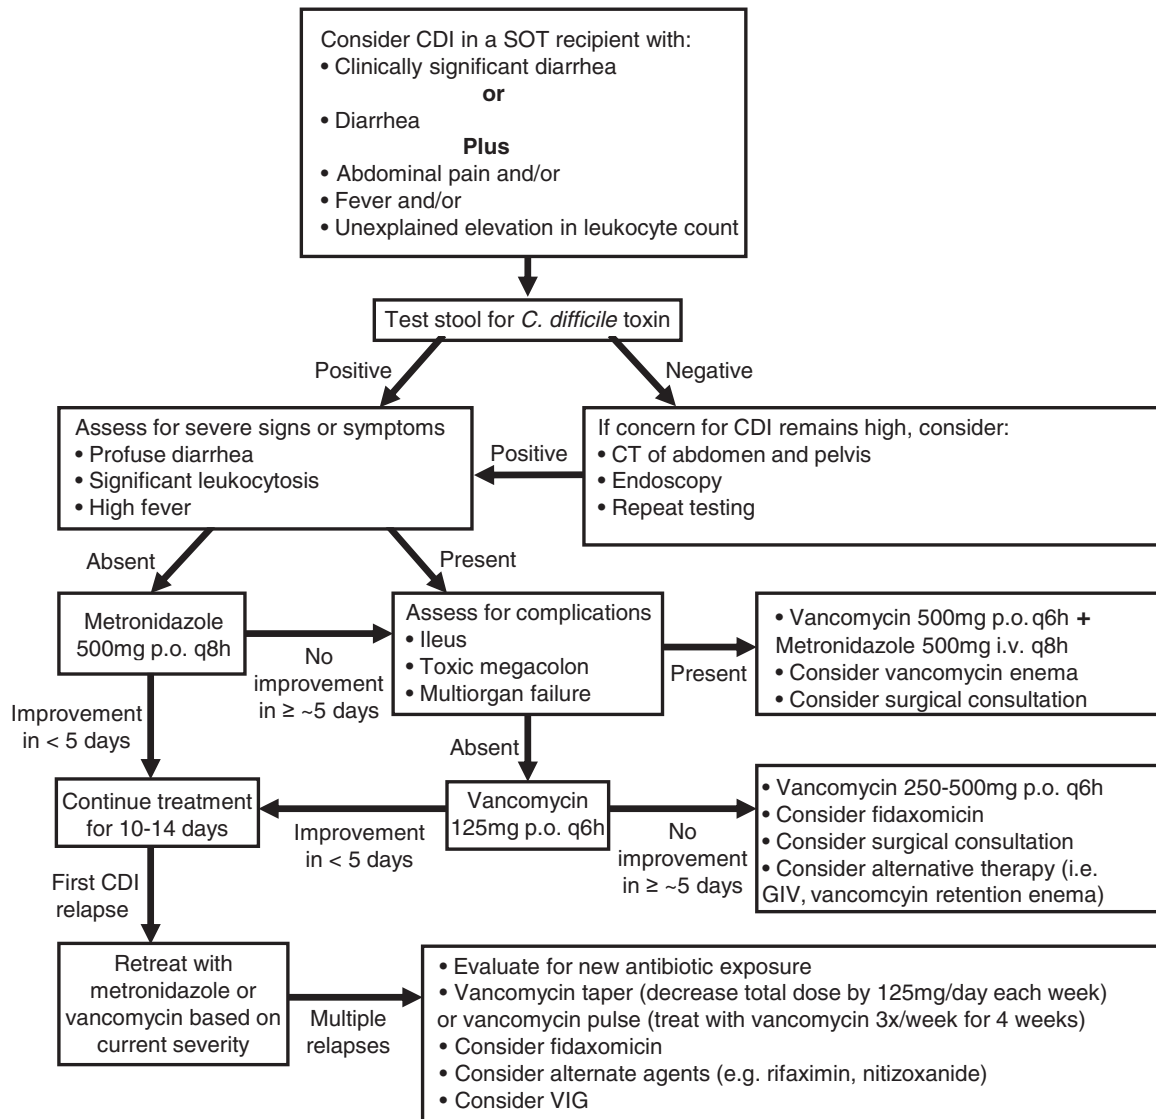 Consider CDI in a SOT recipient with:
• Clinically significant diarrhea
or
• Diarrhea
Plus
• Abdominal pain and/or
• Fever and/or
• Unexplained elevation in leukocyte count
Test stool for C. difficile toxin
Positive
Negative
Assess for severe signs or symptoms
• Profuse diarrhea
• Significant leukocytosis
• High fever
Positive
If concern for CDI remains high, consider:
• CT of abdomen and pelvis
• Endoscopy
• Repeat testing
Absent
Present
Metronidazole
500mg p.o. q8h
No
improvement
in ≥ ~5 days
Assess for complications
• Ileus
• Toxic megacolon
• Multiorgan failure
Present
• Vancomycin 500mg p.o. q6h +
Metronidazole 500mg i.v. q8h
• Consider vancomycin enema
• Consider surgical consultation
Improvement
in < 5 days
Absent
Continue treatment
for 10-14 days
Improvement
in < 5 days
Vancomycin
125mg p.o. q6h
No
improvement
in ≥ ~5 days
• Vancomycin 250-500mg p.o. q6h
• Consider fidaxomicin
• Consider surgical consultation
• Consider alternative therapy (i.e.
GIV, vancomcyin retention enema)
First CDI
relapse
Retreat with
metronidazole or
vancomycin based on
current severity
Multiple
relapses
• Evaluate for new antibiotic exposure
• Vancomycin taper (decrease total dose by 125mg/day each week)
or vancomycin pulse (treat with vancomycin 3x/week for 4 weeks)
• Consider fidaxomicin
• Consider alternate agents (e.g. rifaximin, nitizoxanide)
• Consider VIG